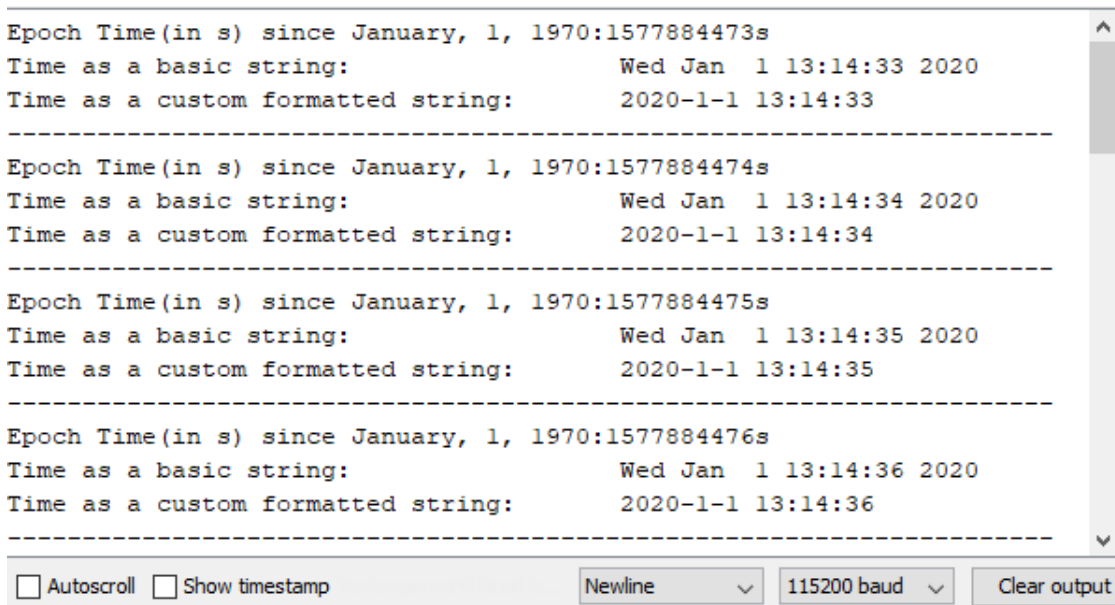 Epoch Time(in s) since January, 1, 1970:1577884473s
Time as a basic string:                  Wed Jan  1 13:14:33 2020
Time as a custom formatted string:       2020-1-1 13:14:33
----------------------------------------------------------------------
Epoch Time(in s) since January, 1, 1970:1577884474s
Time as a basic string:                  Wed Jan  1 13:14:34 2020
Time as a custom formatted string:       2020-1-1 13:14:34
----------------------------------------------------------------------
Epoch Time(in s) since January, 1, 1970:1577884475s
Time as a basic string:                  Wed Jan  1 13:14:35 2020
Time as a custom formatted string:       2020-1-1 13:14:35
----------------------------------------------------------------------
Epoch Time(in s) since January, 1, 1970:1577884476s
Time as a basic string:                  Wed Jan  1 13:14:36 2020
Time as a custom formatted string:       2020-1-1 13:14:36
----------------------------------------------------------------------
Autoscroll Show timestamp Newline 115200 baud Clear output